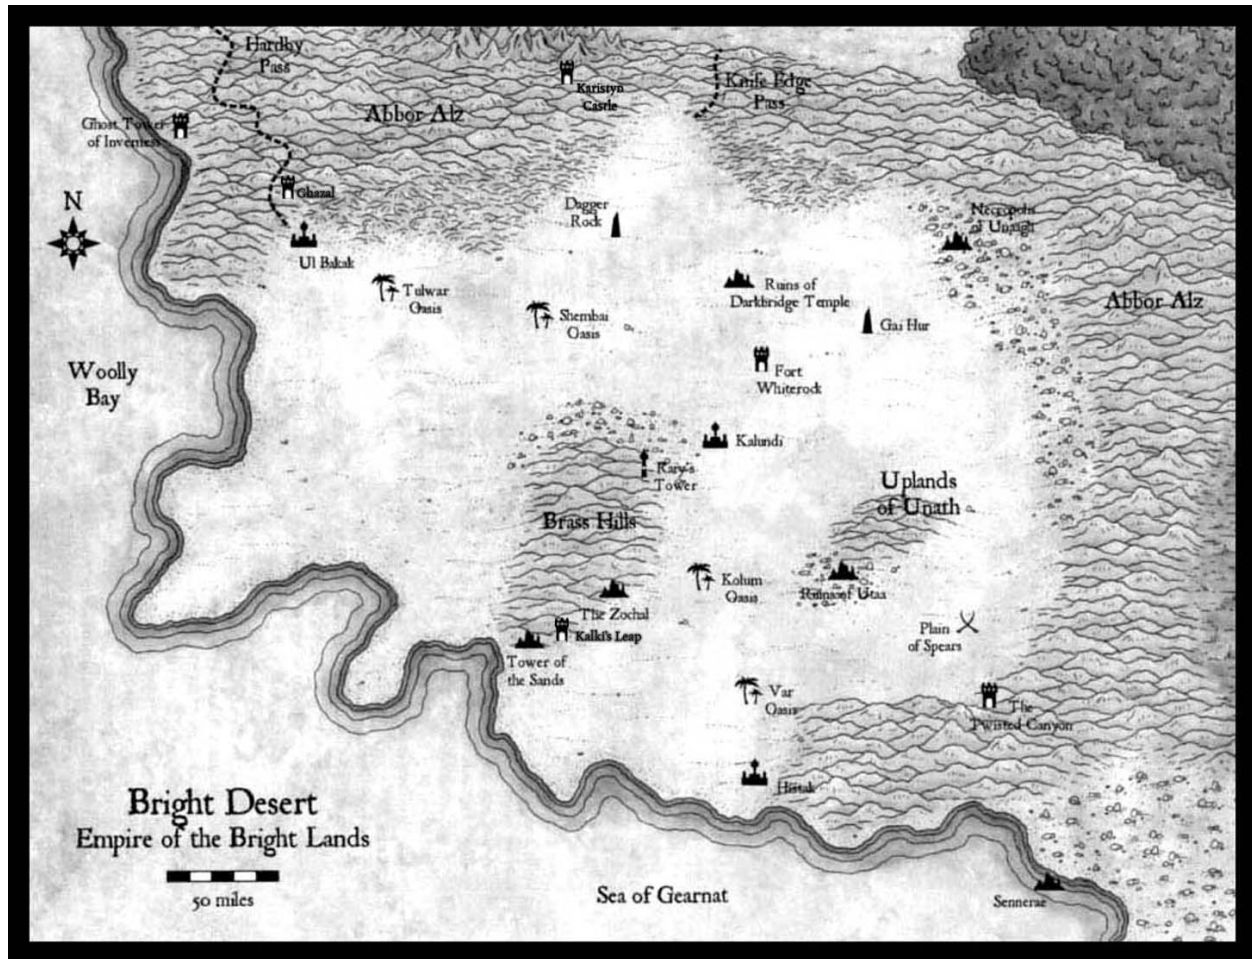 Hardby
Pass
Karistyn
Castle
Knife Edge
Pass
Abbor Alz
Ghost Tower
of Inverness
Ghazal
N
Dagger
Rock
Necropolis
of Unaagh
Ul Bakak
Tulwar
Oasis
Ruins of
Darkbridge Temple
Abbor Alz
Shembai
Oasis
Gai Hur
Woolly
Bay
Fort
Whiterock
Kalundi
Rary's
Tower
Uplands
of Unath
Brass Hills
Kolum
Oasis
Ruins of Utaa
The Zochal
Kalki's Leap
Plain
of Spears
Tower of
the Sands
Var
Oasis
The
Twisted Canyon
Histak
Bright Desert
Empire of the Bright Lands
50 miles
Sea of Gearnat
Sennerae